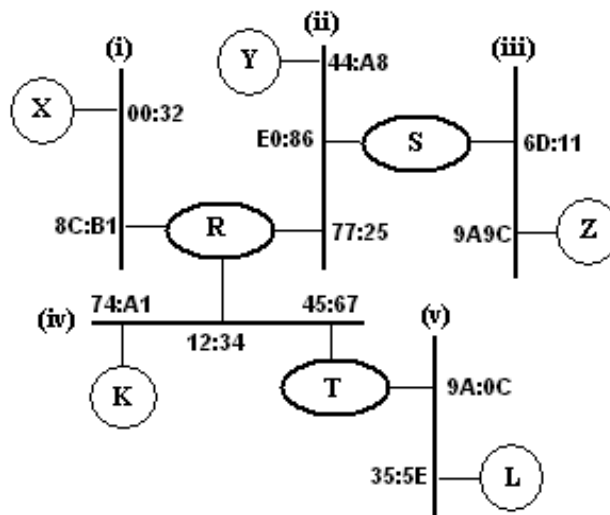 (i)
(ii)
(iii)
X
00:32
Y
44:A8
E0:86
S
6D:11
8C:B1
R
77:25
9A9C
Z
(iv)
74:A1
45:67
(v)
12:34
K
T
9A:0C
35:5E
L